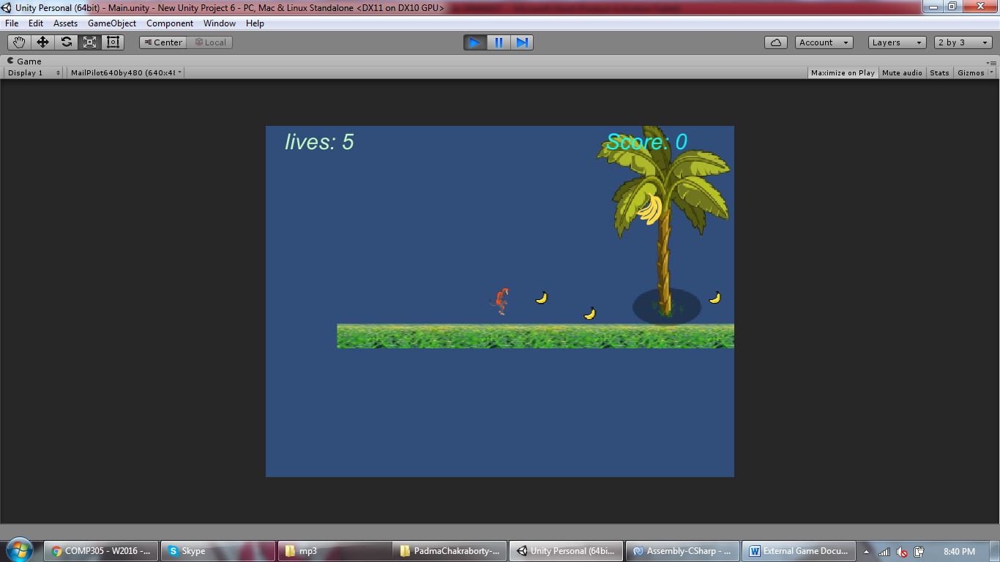 Unity Personal (64bit) - Main.unity - New Unity Project 6 - PC, Mac & Linux Standalone <DX11 on DX10 GPU>
File Edit Assets GameObject Component Window Help
Center Local Account Layers 2 by 3
Game
Display 1 MailPilot640by480 (640x48 Maximize on Play Mute audio Stats Gizmos
lives: 5 Score: 0
COMP305 - W2016 -... Skype mp3 PadmaChakraborty-... Unity Personal (64bi... Assembly-CSharp - ... External Game Docu... 8:40 PM